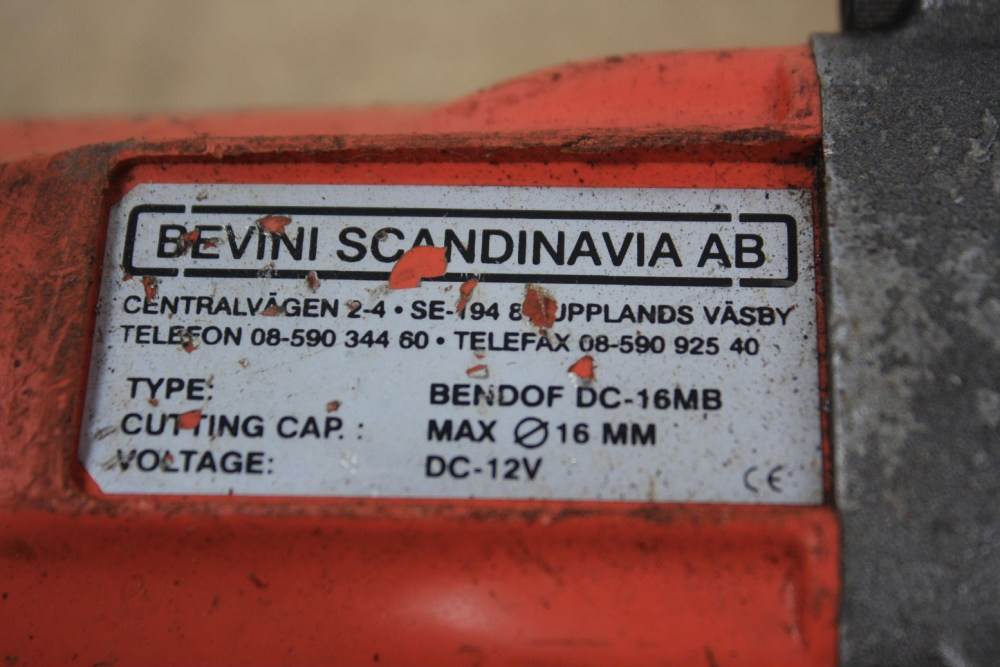 BEVINI SCANDINAVIA AB
CENTRALVÄGEN 2-4 • SE-194 8 UPPLANDS VÄSBY
TELEFON 08-590 344 60 • TELEFAX 08-590 925 40
TYPE: BENDOF DC-16MB
CUTTING CAP. : MAX Ø 16 MM
VOLTAGE: DC-12V
CE